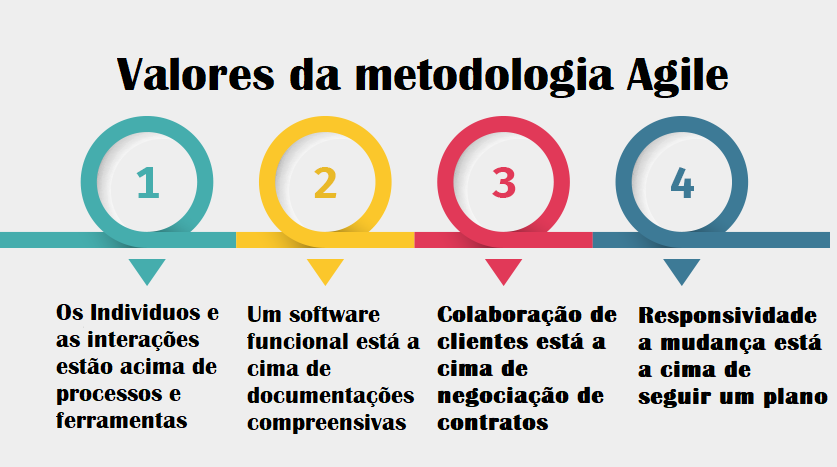 Valores da metodologia Agile
1
2
3
4
Os Individuos e
as interações
estão acima de
processos e
ferramentas
Um software
funcional está a
cima de
documentações
compreensivas
Colaboração de
clientes está a
cima de
negociação de
contratos
Responsividade
a mudança está
a cima de
seguir um plano